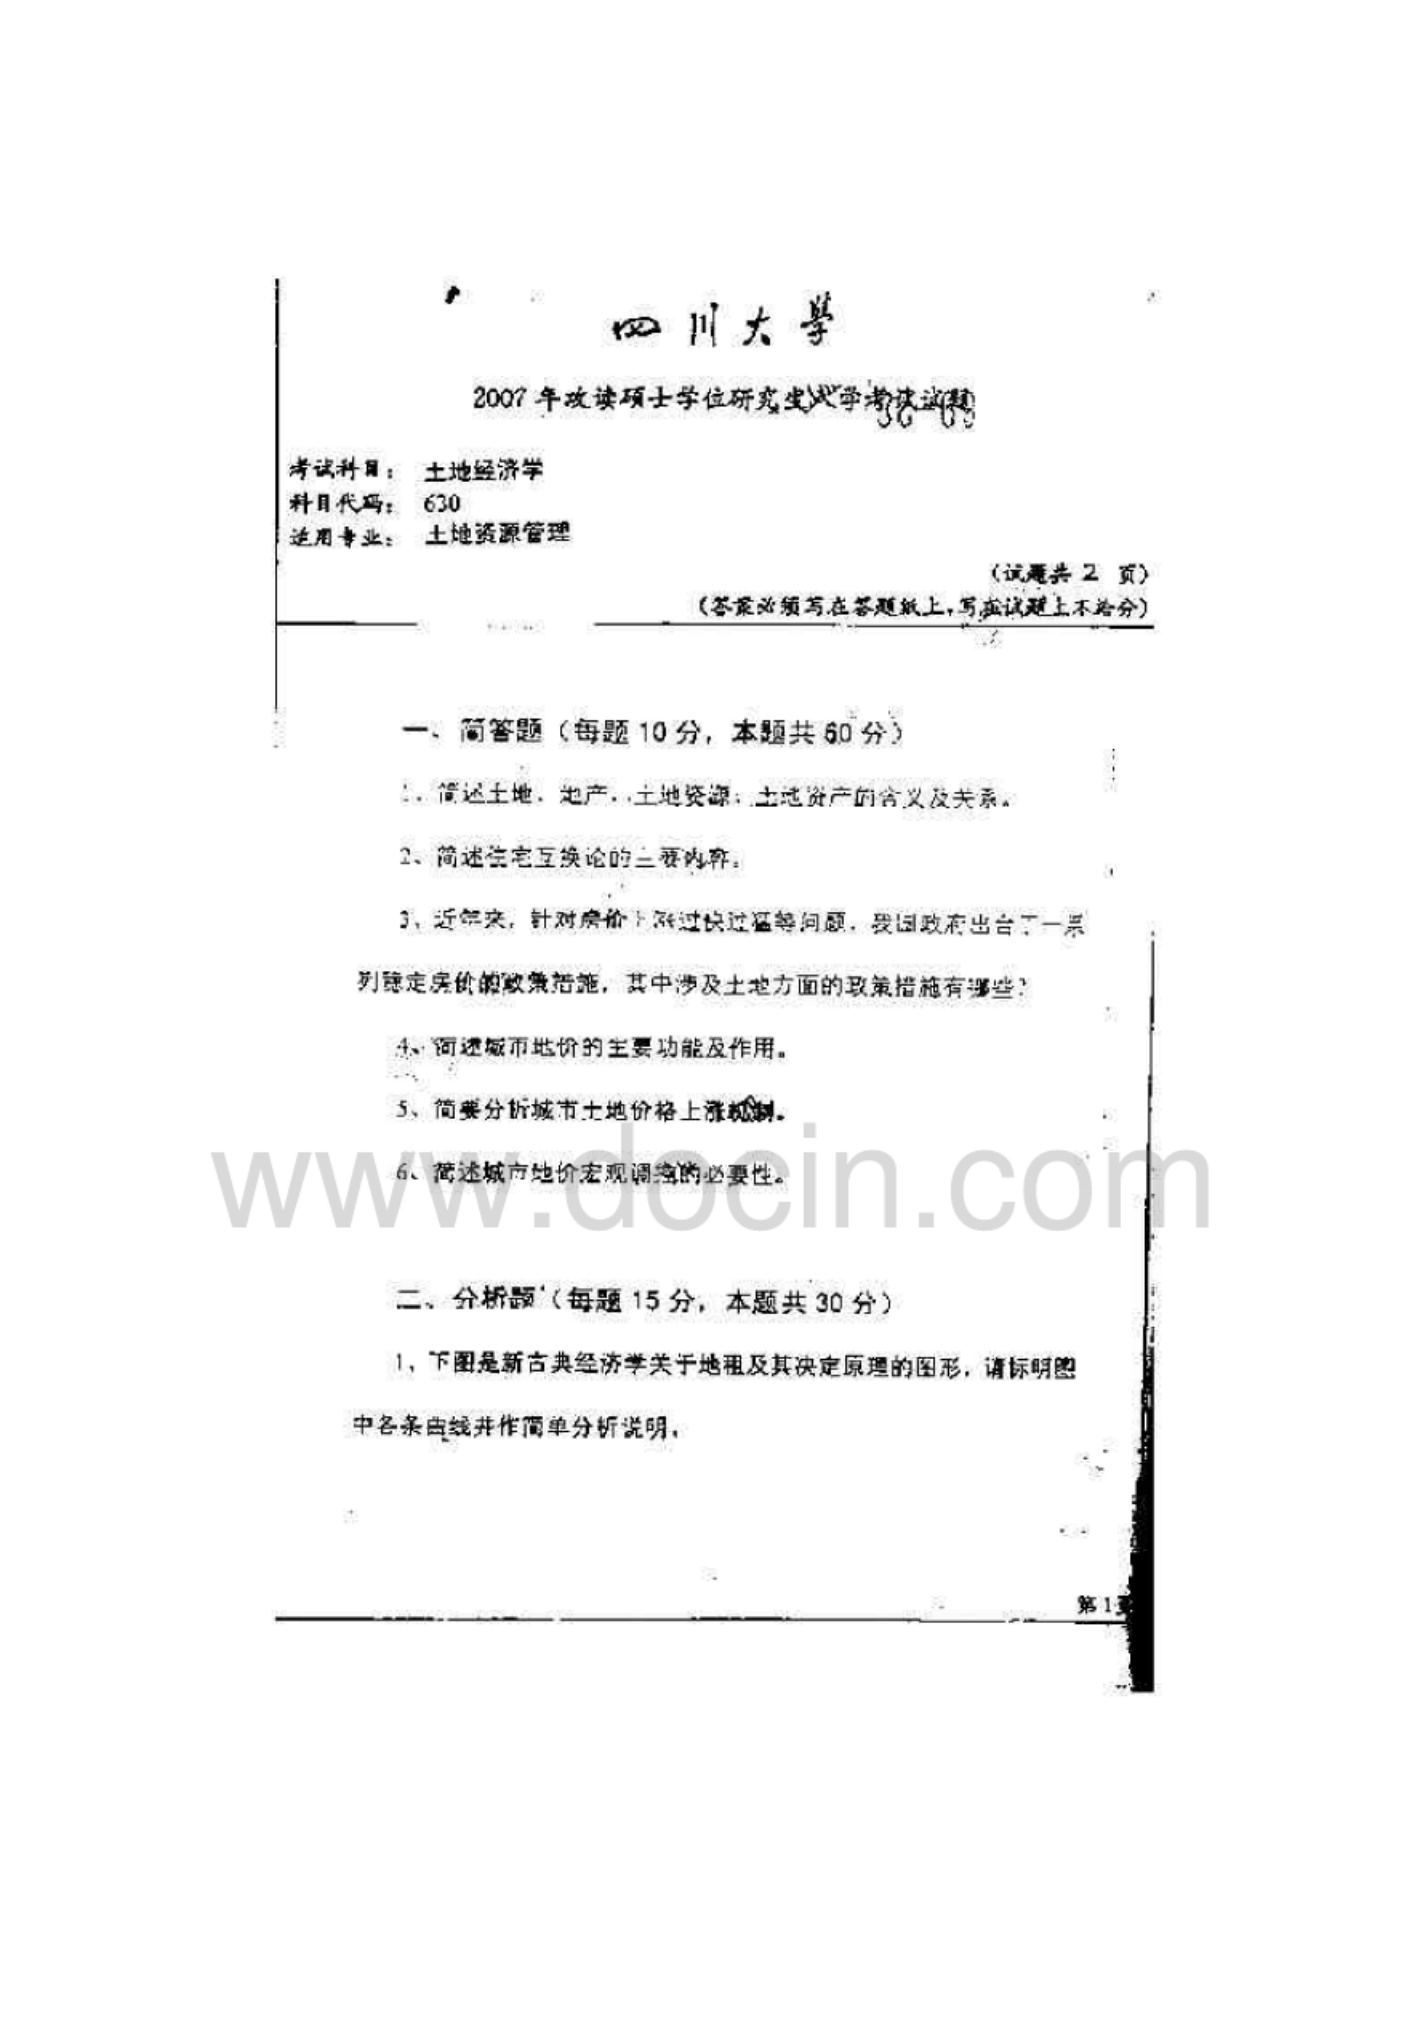 四川大学
2007年攻读硕士学位研究生入学考试试题
考试科目：土地经济学
科目代码：630
适用专业：土地资源管理
（试题共 2 页）
（答案必须写在答题纸上，写在试题上不给分）
一、简答题（每题10分，本题共60分）
1、简述土地、地产、土地资源、土地资产的含义及关系。
2、简述住宅互换论的主要内容。
3、近年来，针对房价上涨过快过猛等问题，我国政府出台了一系
列稳定房价的政策措施，其中涉及土地方面的政策措施有哪些？
4、简述城市地价的主要功能及作用。
5、简要分析城市土地价格上涨机制。
6、简述城市地价宏观调控的必要性。
www.docin.com
二、分析题（每题15分，本题共30分）
1、下图是新古典经济学关于地租及其决定原理的图形，请标明图
中各条曲线并作简单分析说明。
第1页